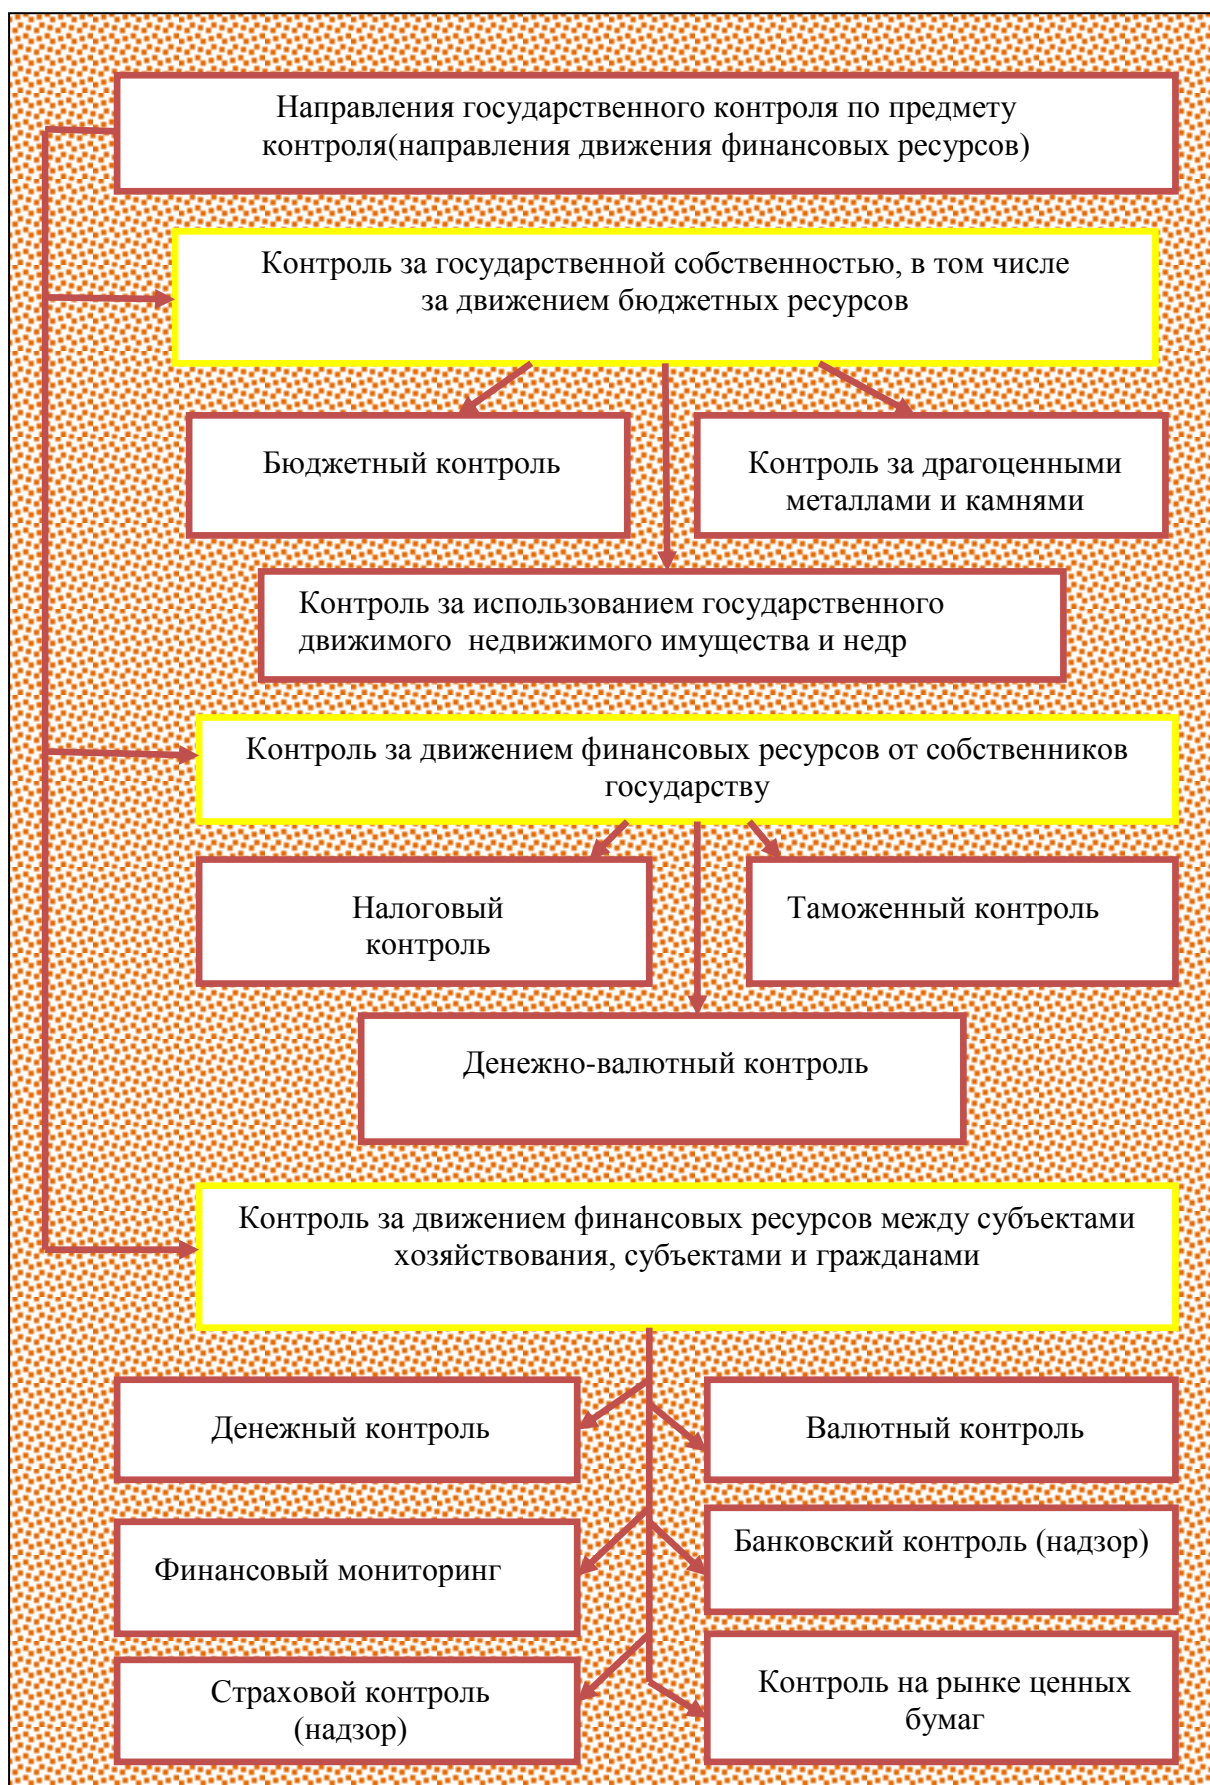 Направления государственного контроля по предмету
контроля(направления движения финансовых ресурсов)
Контроль за государственной собственностью, в том числе
за движением бюджетных ресурсов
Бюджетный контроль
Контроль за драгоценными
металлами и камнями
Контроль за использованием государственного
движимого  недвижимого имущества и недр
Контроль за движением финансовых ресурсов от собственников
государству
Налоговый
контроль
Таможенный контроль
Денежно-валютный контроль
Контроль за движением финансовых ресурсов между субъектами
хозяйствования, субъектами и гражданами
Денежный контроль
Валютный контроль
Финансовый мониторинг
Банковский контроль (надзор)
Страховой контроль
(надзор)
Контроль на рынке ценных
бумаг